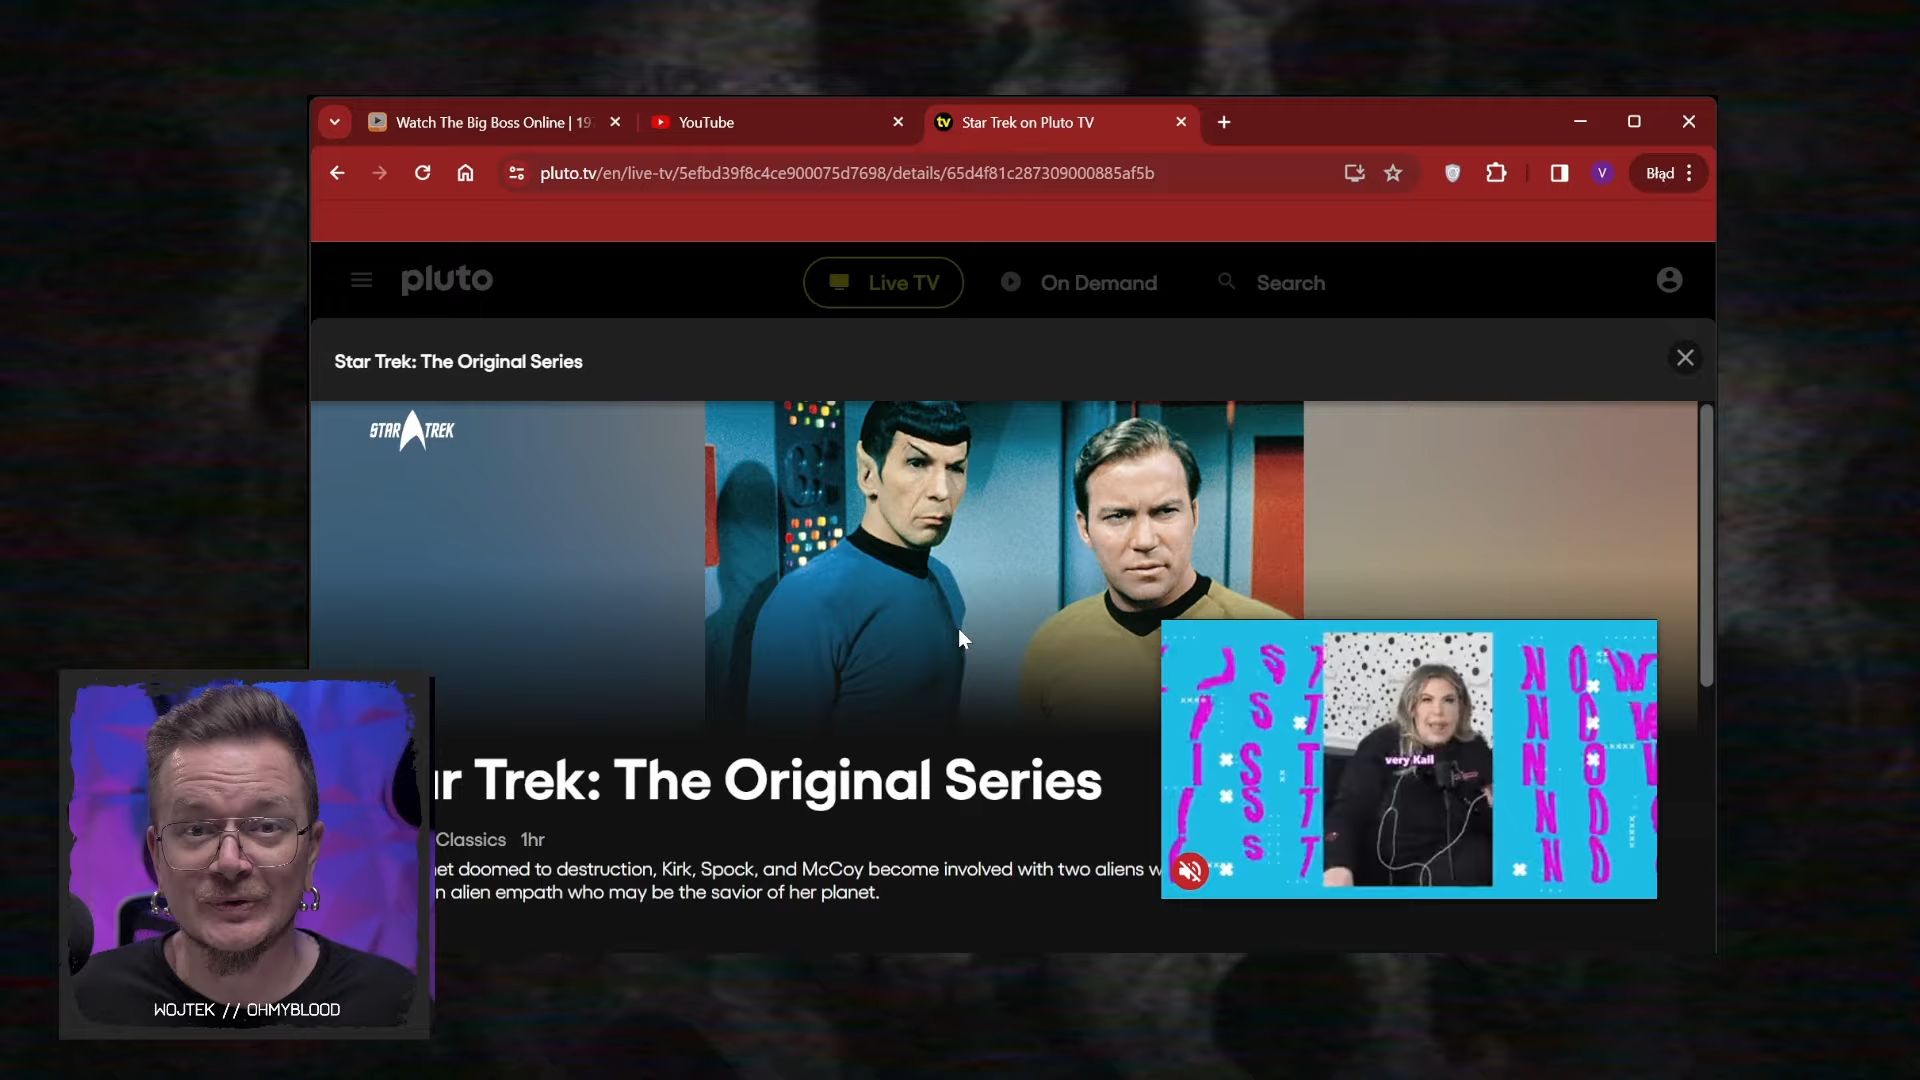 Watch The Big Boss Online | 197
YouTube
tv
Star Trek on Pluto TV
pluto.tv/en/live-tv/5efbd39f8c4ce900075d7698/details/65d4f81c287309000885af5b
V
Błąd
pluto
Live TV
On Demand
Search
Star Trek: The Original Series
STAR TREK
r Trek: The Original Series
Classics 1hr
et doomed to destruction, Kirk, Spock, and McCoy become involved with two aliens w
n alien empath who may be the savior of her planet.
very Kail
WOJTEK // OHMYBLOOD